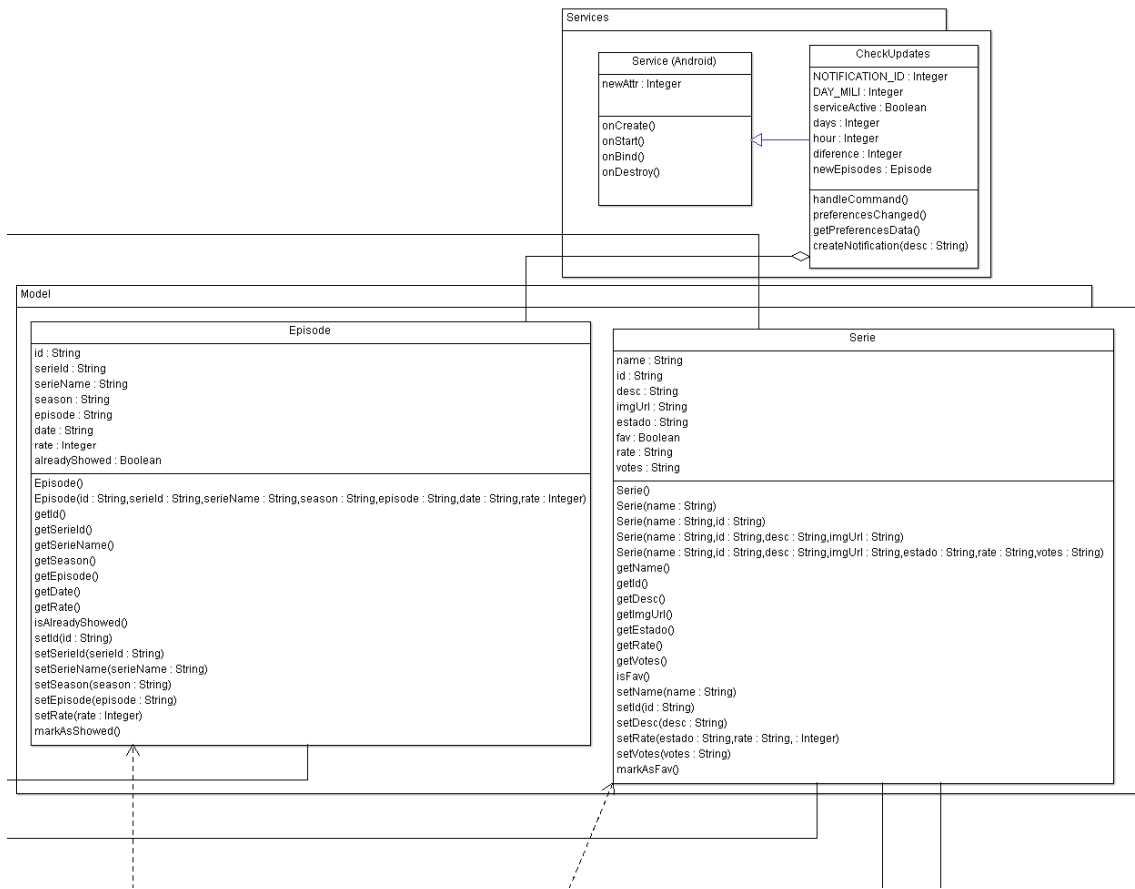 Services
Service (Android)
newAttr : Integer
onCreate()
onStart()
onBind()
onDestroy()
CheckUpdates
NOTIFICATION_ID : Integer
DAY_MILI : Integer
serviceActive : Boolean
days : Integer
hour : Integer
diference : Integer
newEpisodes : Episode
handleCommand()
preferencesChanged()
getPreferencesData()
createNotification(desc : String)
Model
Episode
id : String
serieId : String
serieName : String
season : String
episode : String
date : String
rate : Integer
alreadyShowed : Boolean
Episode()
Episode(id : String,serieId : String,serieName : String,season : String,episode : String,date : String,rate : Integer)
getId()
getSerieId()
getSerieName()
getSeason()
getEpisode()
getDate()
getRate()
isAlreadyShowed()
setId(id : String)
setSerieId(serieId : String)
setSerieName(serieName : String)
setSeason(season : String)
setEpisode(episode : String)
setRate(rate : Integer)
markAsShowed()
Serie
name : String
id : String
desc : String
imgUrl : String
estado : String
fav : Boolean
rate : String
votes : String
Serie()
Serie(name : String)
Serie(name : String,id : String)
Serie(name : String,id : String,desc : String,imgUrl : String)
Serie(name : String,id : String,desc : String,imgUrl : String,estado : String,rate : String,votes : String)
getName()
getId()
getDesc()
getImgUrl()
getEstado()
getRate()
getVotes()
isFav()
setName(name : String)
setId(id : String)
setDesc(desc : String)
setRate(estado : String,rate : String, : Integer)
setVotes(votes : String)
markAsFav()